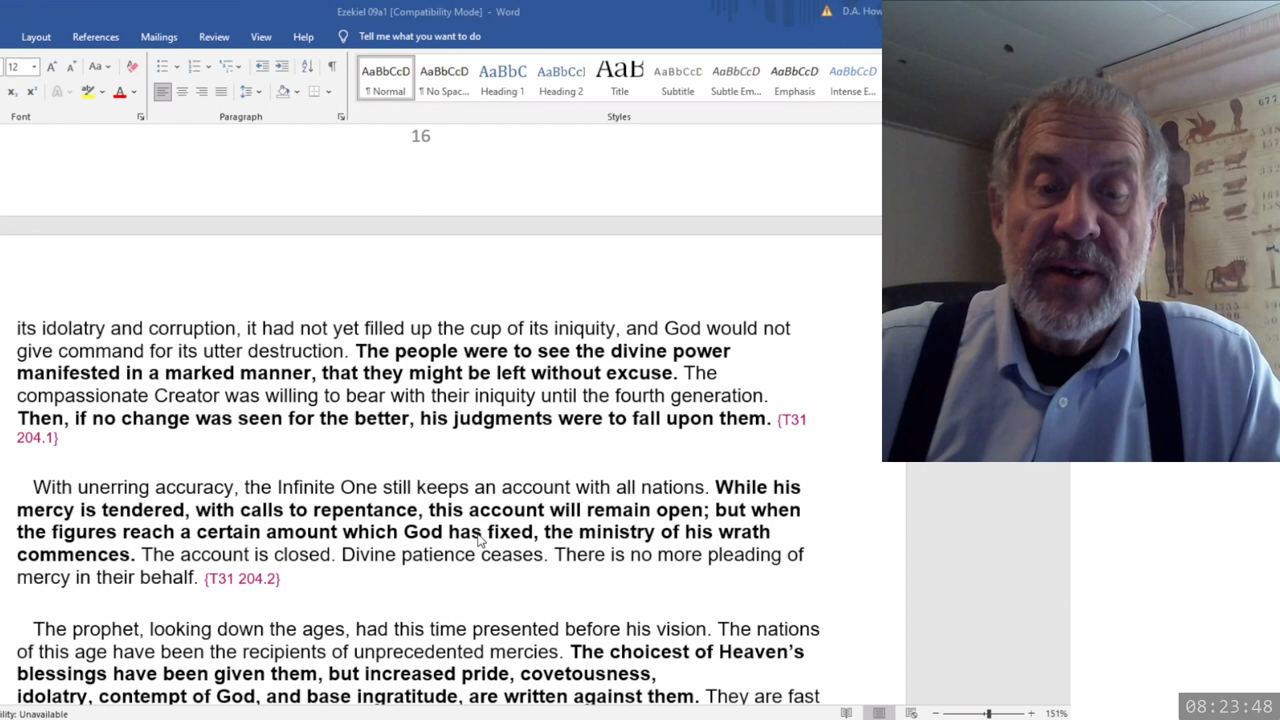 Ezekiel 09a1 [Compatibility Mode] - Word
D.A. How
Layout References Mailings Review View Help Tell me what you want to do
12
Aa
AaBbCcD AaBbCcD AaBbC AaBbCcl AaB AaBbCcD AaBbCcD AaBbCcD AaBbCcD
¶ Normal ¶ No Spac... Heading 1 Heading 2 Title Subtitle Subtle Em... Emphasis Intense E...
Font Paragraph Styles
16
its idolatry and corruption, it had not yet filled up the cup of its iniquity, and God would not
give command for its utter destruction. The people were to see the divine power
manifested in a marked manner, that they might be left without excuse. The
compassionate Creator was willing to bear with their iniquity until the fourth generation.
Then, if no change was seen for the better, his judgments were to fall upon them. {T31
204.1}
With unerring accuracy, the Infinite One still keeps an account with all nations. While his
mercy is tendered, with calls to repentance, this account will remain open; but when
the figures reach a certain amount which God has fixed, the ministry of his wrath
commences. The account is closed. Divine patience ceases. There is no more pleading of
mercy in their behalf. {T31 204.2}
The prophet, looking down the ages, had this time presented before his vision. The nations
of this age have been the recipients of unprecedented mercies. The choicest of Heaven's
blessings have been given them, but increased pride, covetousness,
idolatry, contempt of God, and base ingratitude, are written against them. They are fast
ility: Unavailable
151%
08:23:48
677